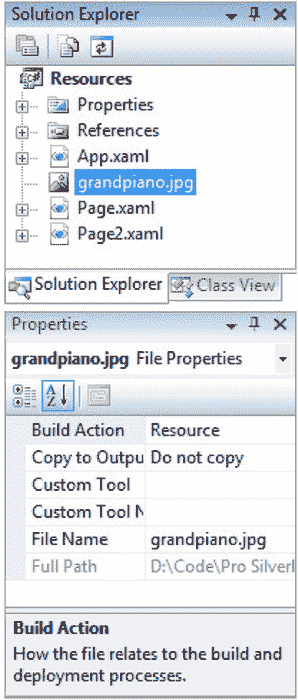 Solution Explorer
Resources
Properties
References
App.xaml
grandpiano.jpg
Page.xaml
Page2.xaml
Solution Explorer Class View
Properties
grandpiano.jpg File Properties
Build Action Resource
Copy to Outpu Do not copy
Custom Tool
Custom Tool N
File Name grandpiano.jpg
Full Path D:\Code\Pro Silverl
Build Action
How the file relates to the build and
deployment processes.